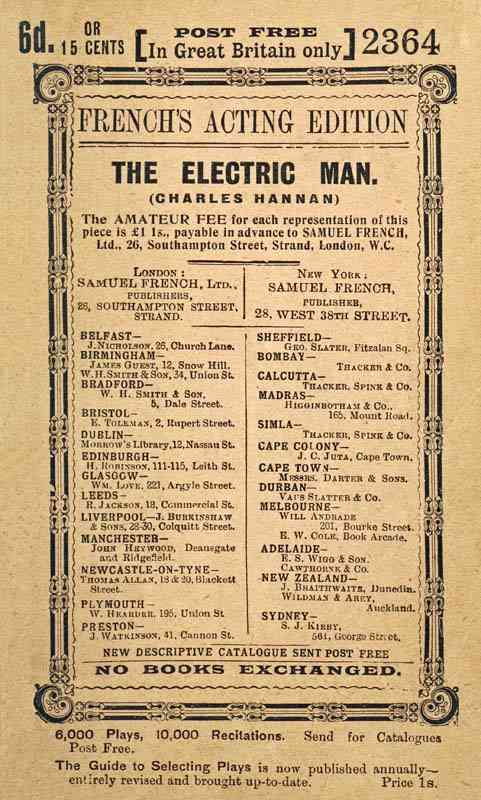 6d. OR 15 CENTS [POST FREE In Great Britain only] 2364
FRENCH'S ACTING EDITION
THE ELECTRIC MAN.
(CHARLES HANNAN)
The AMATEUR FEE for each representation of this
piece is £1 1s., payable in advance to SAMUEL FRENCH,
Ltd., 26, Southampton Street, Strand, London, W.C.
LONDON:
SAMUEL FRENCH, LTD.,
PUBLISHERS,
26, SOUTHAMPTON STREET,
STRAND.
NEW YORK:
SAMUEL FRENCH,
PUBLISHER,
28, WEST 38TH STREET.
BELFAST—
J. NICHOLSON, 26, Church Lane.
BIRMINGHAM—
JAMES GUEST, 12, Snow Hill.
W. H. SMITH & SON, 34, Union St.
BRADFORD—
W. H. SMITH & SON,
5, Dale Street.
BRISTOL—
E. TOLEMAN, 2, Rupert Street.
DUBLIN—
MORROW'S Library, 12, Nassau St.
EDINBURGH—
H. ROBINSON, 111-115, Leith St.
GLASGOW—
WM. LOVE, 221, Argyle Street.
LEEDS—
R. JACKSON, 18, Commercial St.
LIVERPOOL—J. BURKINSHAW
& SONS, 28-30, Colquitt Street.
MANCHESTER—
JOHN HEYWOOD, Deansgate
and Ridgefield.
NEWCASTLE-ON-TYNE—
THOMAS ALLAN, 18 & 20, Blackett
Street.
PLYMOUTH—
W. HEARDER, 195, Union St
PRESTON—
J. WATKINSON, 41, Cannon St.
SHEFFIELD—
GEO. SLATER, Fitzalan Sq.
BOMBAY—
THACKER & CO.
CALCUTTA—
THACKER, SPINK & CO.
MADRAS—
HIGGINBOTHAM & CO.,
165, Mount Road.
SIMLA—
THACKER, SPINK & CO.
CAPE COLONY—
J. C. JUTA, Cape Town.
CAPE TOWN—
MESSRS. DARTER & SONS.
DURBAN—
VAUS SLATTER & CO.
MELBOURNE—
WILL ANDRADE
201, Bourke Street.
E. W. COLE, Book Arcade.
ADELAIDE—
E. S. WIGG & SON.
CAWTHORNE & CO.
NEW ZEALAND—
J. BRAITHWAITE, Dunedin.
WILDMAN & AREY,
Auckland.
SYDNEY—
S. J. KIRBY,
561, George Street.
NEW DESCRIPTIVE CATALOGUE SENT POST FREE
NO BOOKS EXCHANGED.
6,000 Plays, 10,000 Recitations. Send for Catalogues
Post Free.
The Guide to Selecting Plays is now published annually—
entirely revised and brought up-to-date. Price 1s.